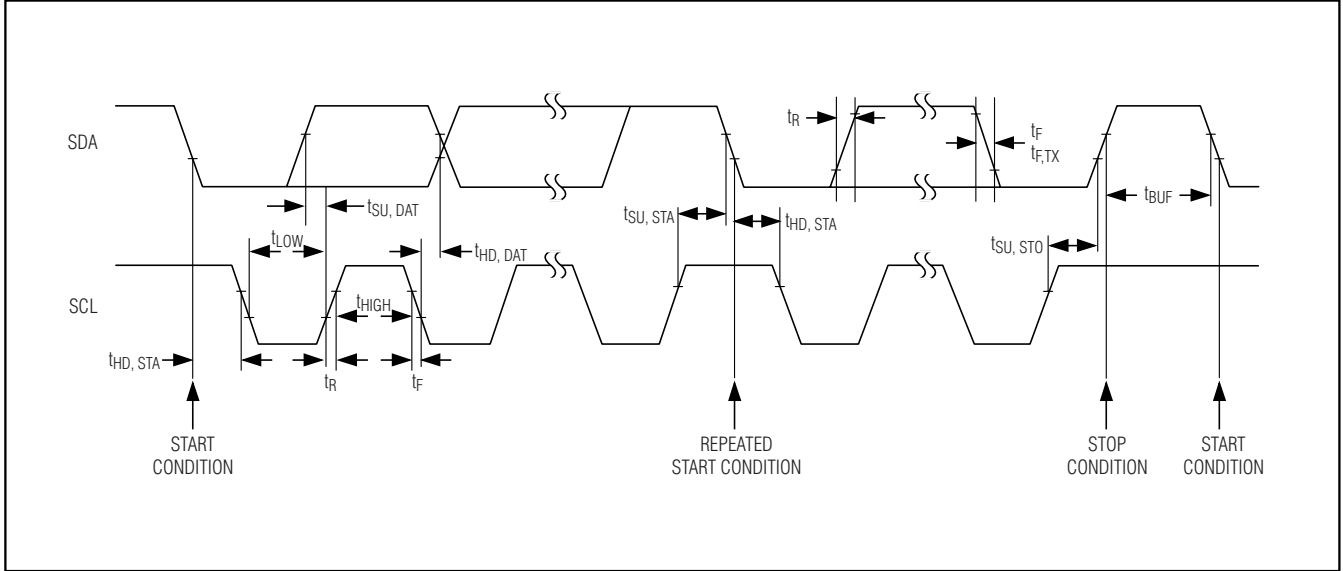 SDA
tR
tF
tF,TX
tSU, DAT
tSU, STA
tHD, STA
tBUF
tLOW
tHD, DAT
tSU, STO
SCL
tHIGH
tHD, STA
tR
tF
START
CONDITION
REPEATED
START CONDITION
STOP
CONDITION
START
CONDITION